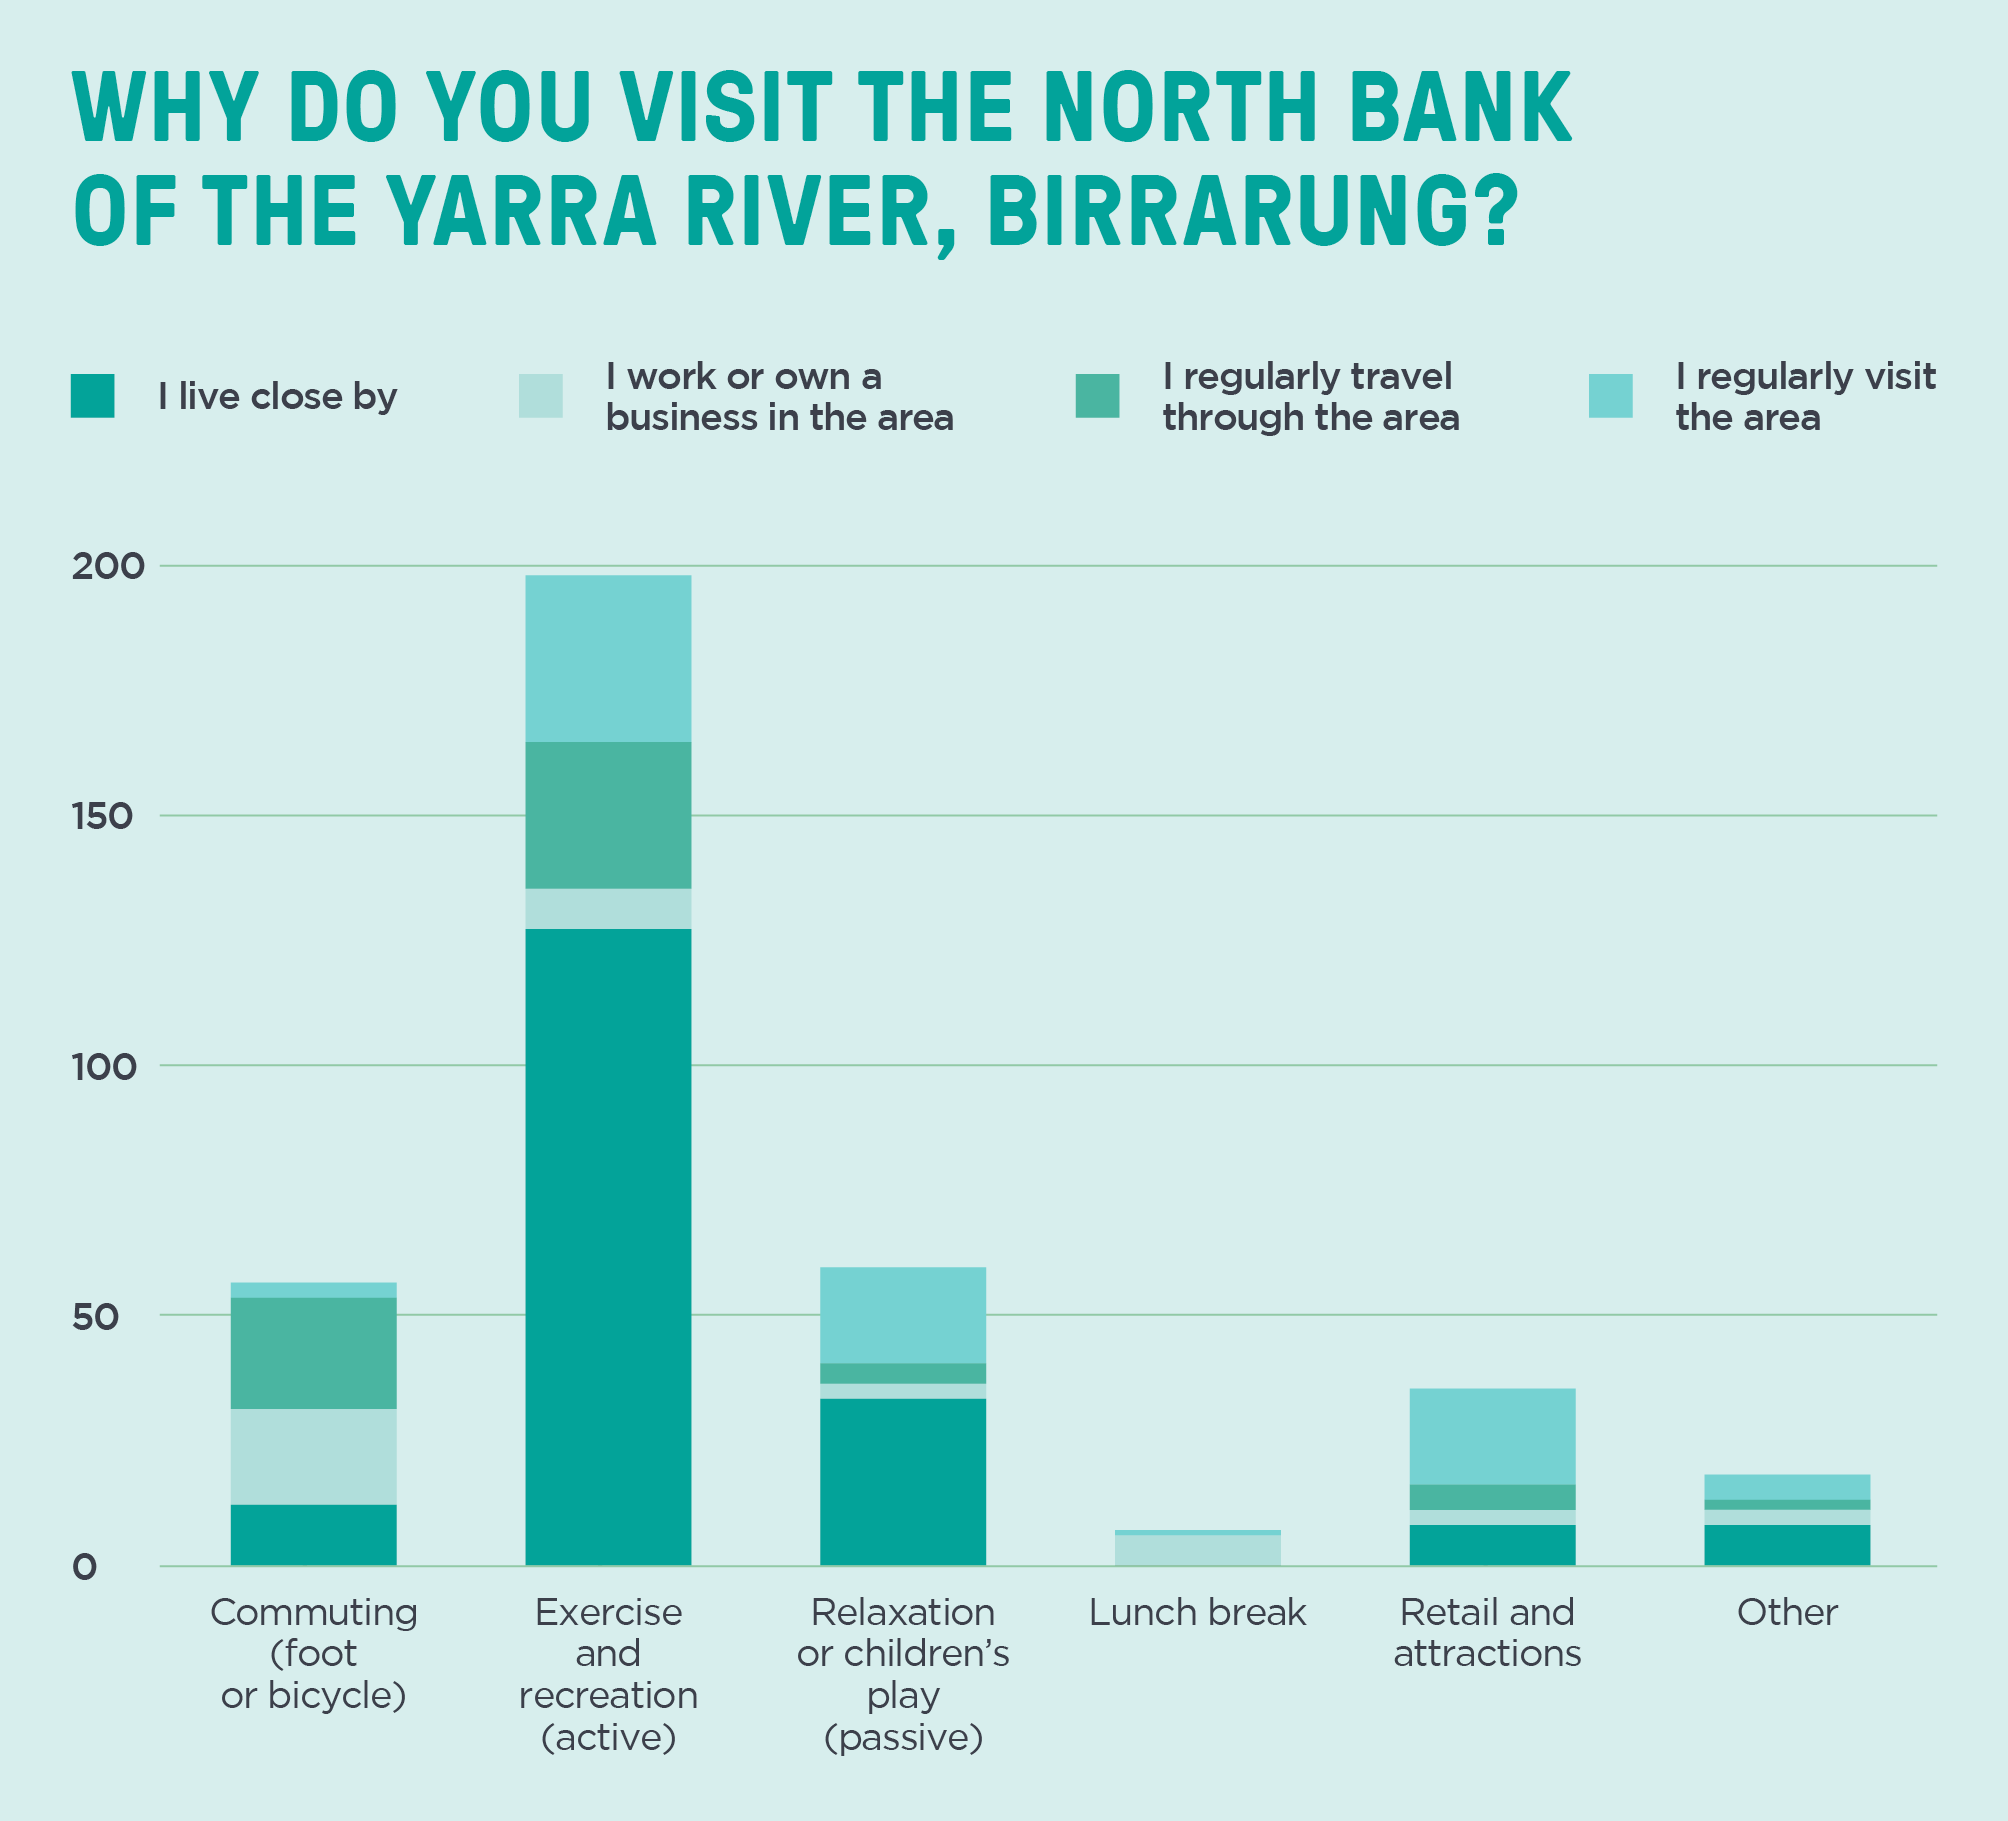 WHY DO YOU VISIT THE NORTH BANK
OF THE YARRA RIVER, BIRRARUNG?
I live close by
I work or own a
business in the area
I regularly travel
through the area
I regularly visit
the area
200
150
100
50
0
Commuting
(foot
or bicycle)
Exercise
and
recreation
(active)
Relaxation
or children's
play
(passive)
Lunch break
Retail and
attractions
Other